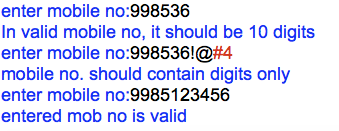 enter mobile no:998536
In valid mobile no, it should be 10 digits
enter mobile no:998536!@#4
mobile no. should contain digits only
enter mobile no:9985123456
entered mob no is valid